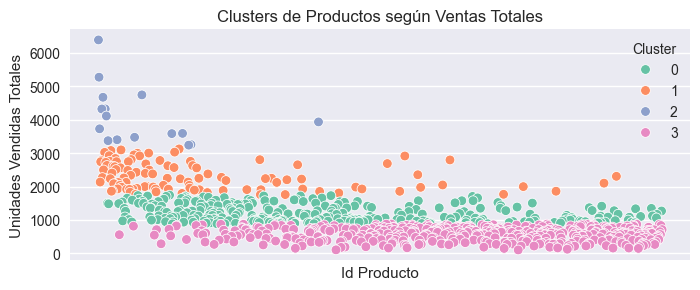 Clusters de Productos según Ventas Totales
Unidades Vendidas Totales
6000
5000
4000
3000
2000
1000
0
Cluster
0
1
2
3
Id Producto